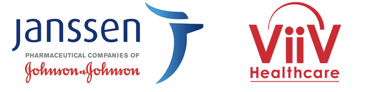 janssen
PHARMACEUTICAL COMPANIES OF
Johnson & Johnson
ViiV
Healthcare